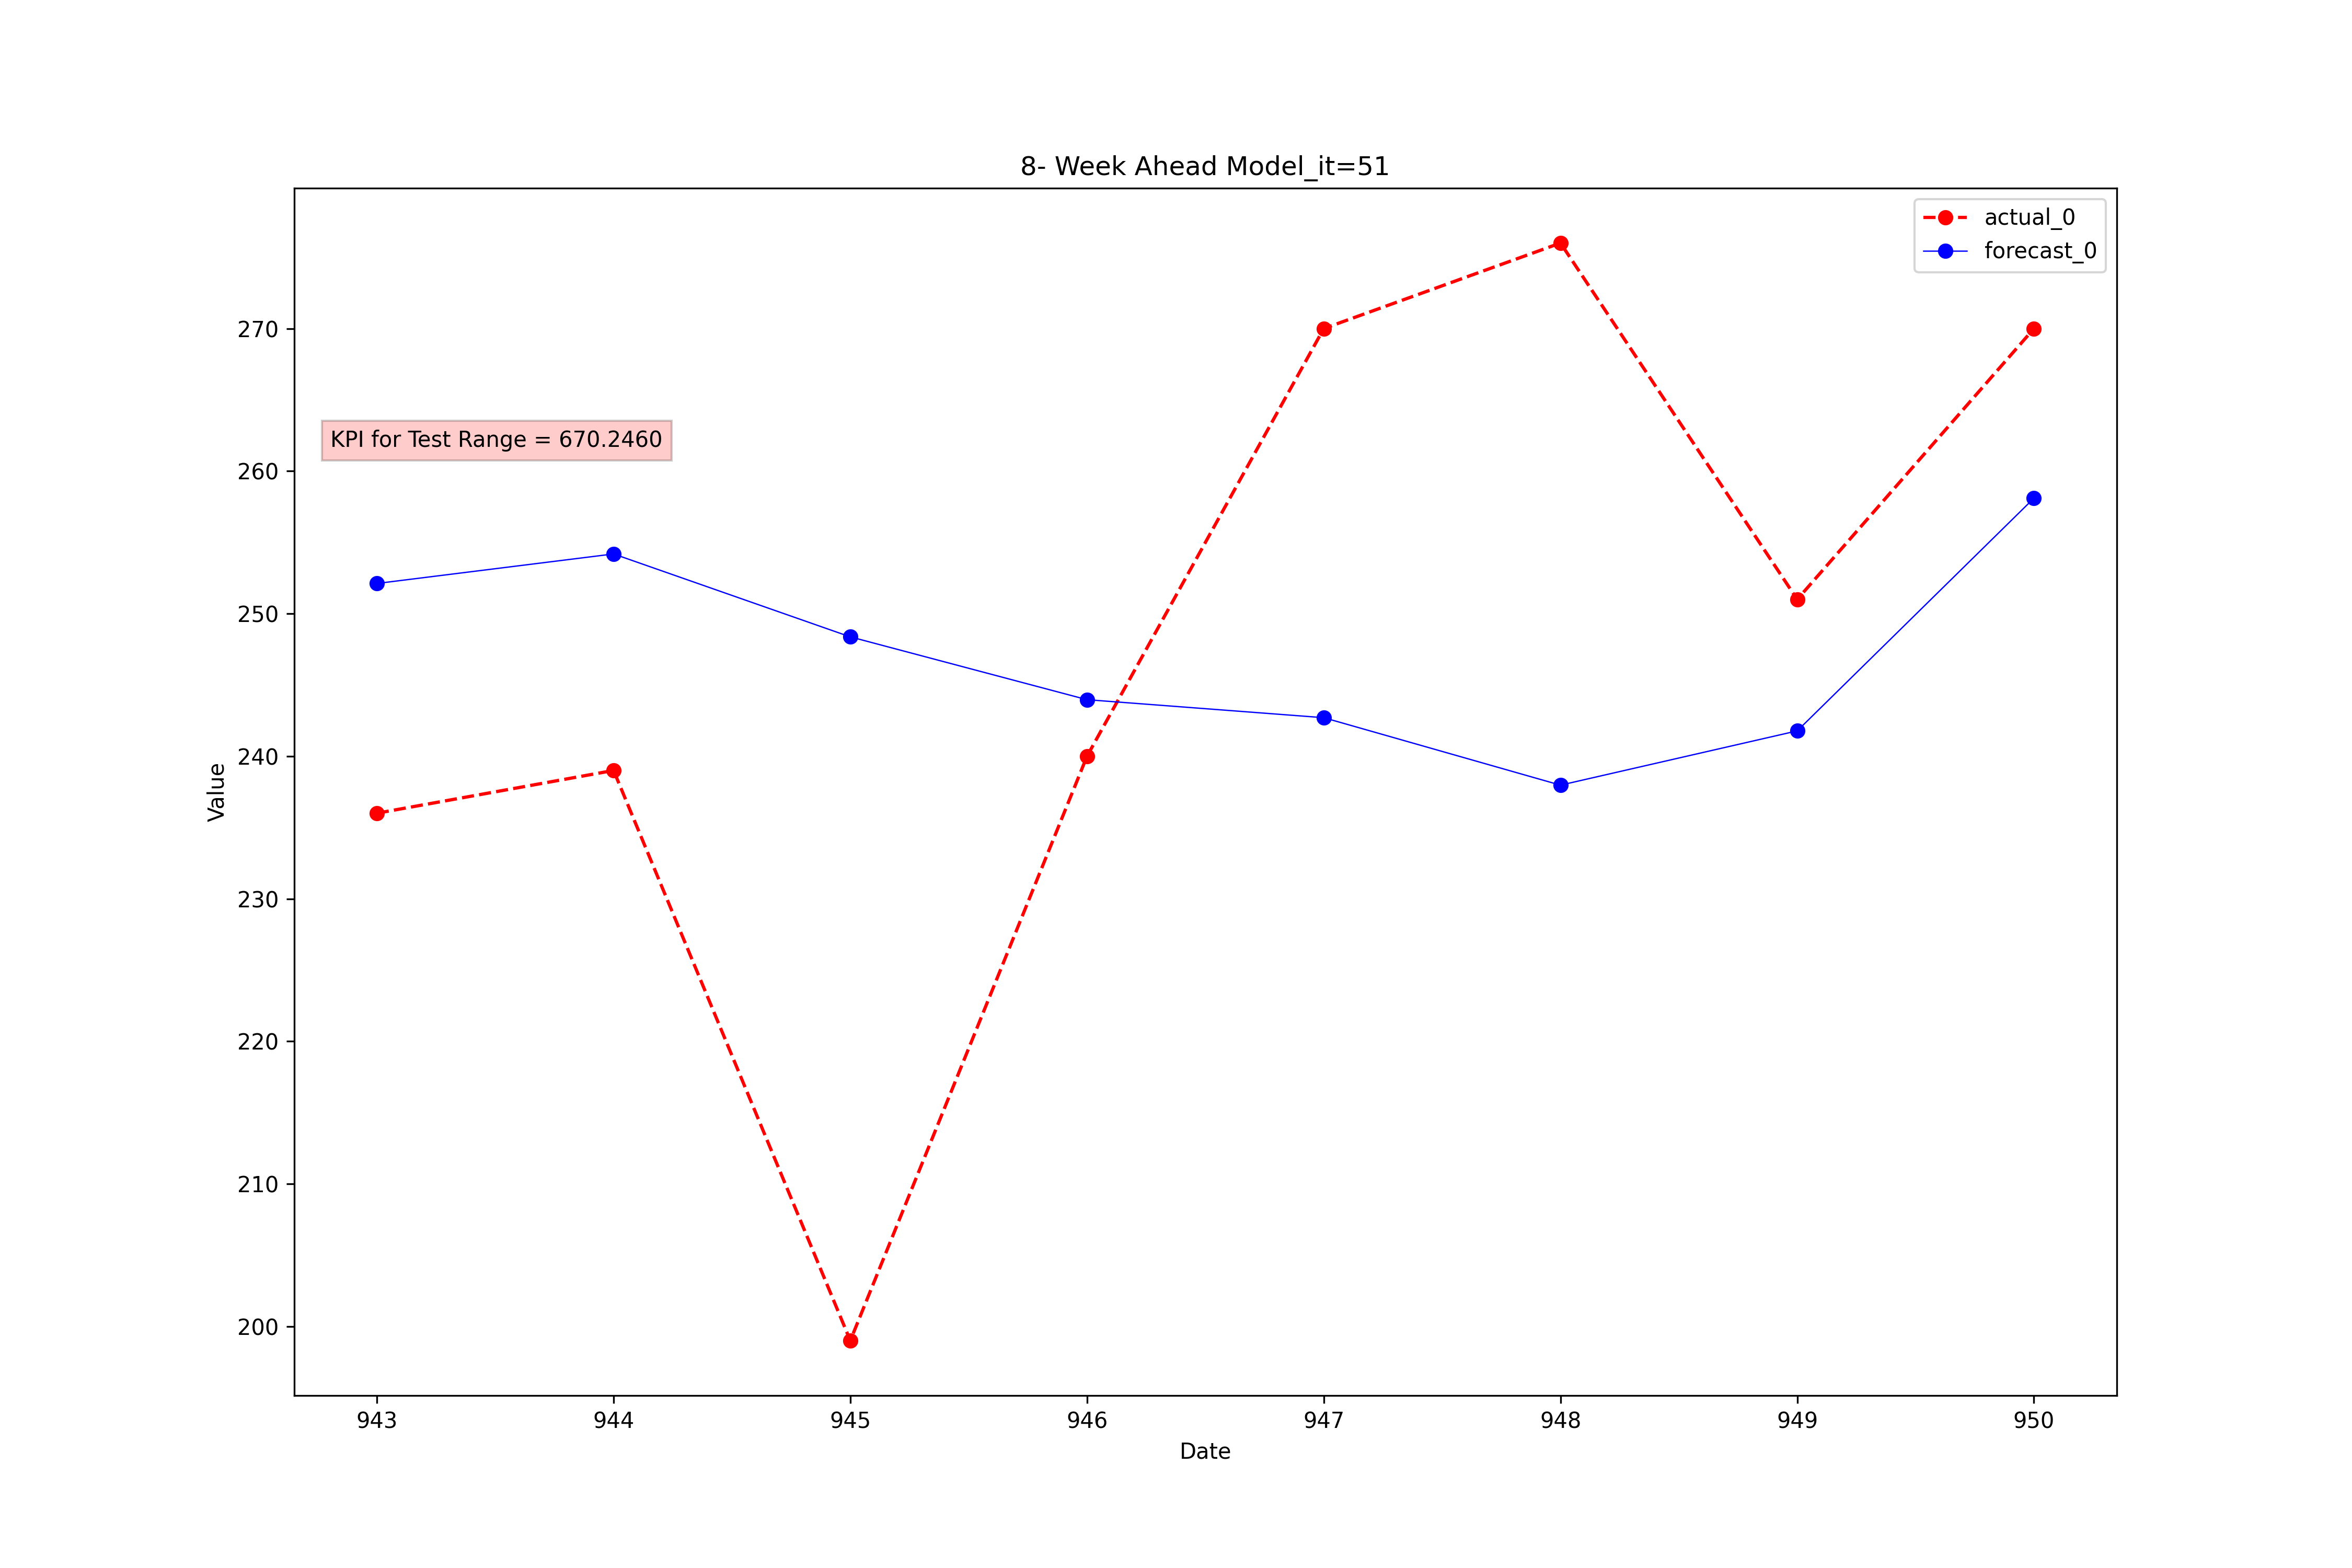 8- Week Ahead Model_it=51
actual_0
forecast_0
KPI for Test Range = 670.2460
Value
270
260
250
240
230
220
210
200
943 944 945 946 947 948 949 950
Date